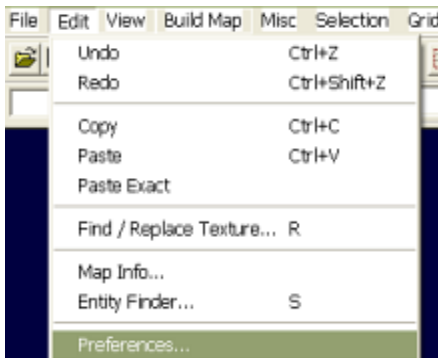 File Edit View Build Map Misc Selection Grid
Undo Ctrl+Z
Redo Ctrl+Shift+Z
Copy Ctrl+C
Paste Ctrl+V
Paste Exact
Find / Replace Texture... R
Map Info...
Entity Finder... S
Preferences...